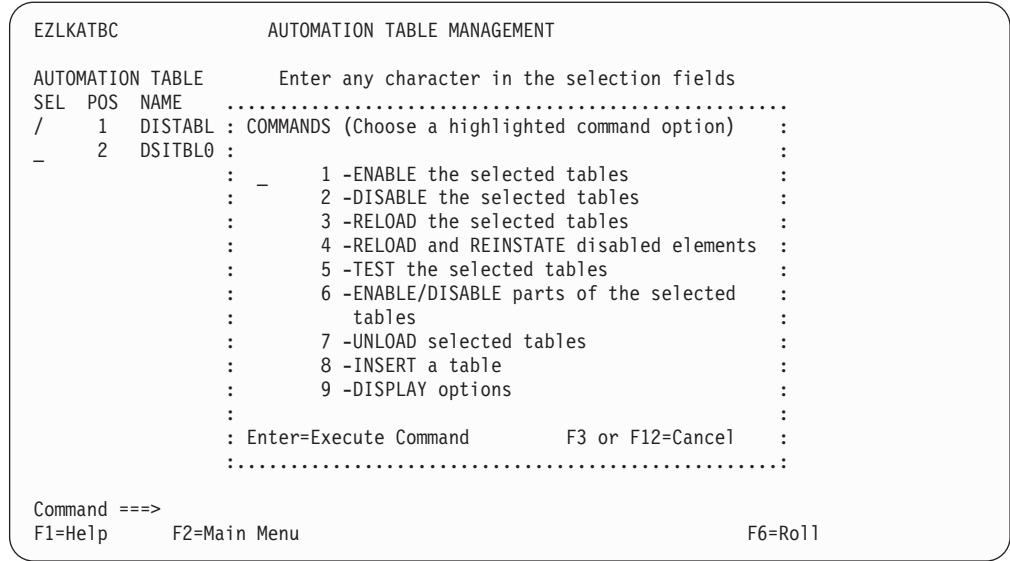 EZLKATBC AUTOMATION TABLE MANAGEMENT
AUTOMATION TABLE Enter any character in the selection fields
SEL POS NAME ....................................................
/ 1 DISTABL : COMMANDS (Choose a highlighted command option) :
_ 2 DSITBL0 : :
: _ 1 -ENABLE the selected tables :
: 2 -DISABLE the selected tables :
: 3 -RELOAD the selected tables :
: 4 -RELOAD and REINSTATE disabled elements :
: 5 -TEST the selected tables :
: 6 -ENABLE/DISABLE parts of the selected :
: tables :
: 7 -UNLOAD selected tables :
: 8 -INSERT a table :
: 9 -DISPLAY options :
: :
: Enter=Execute Command F3 or F12=Cancel :
:..................................................:
Command ===>
F1=Help F2=Main Menu F6=Roll